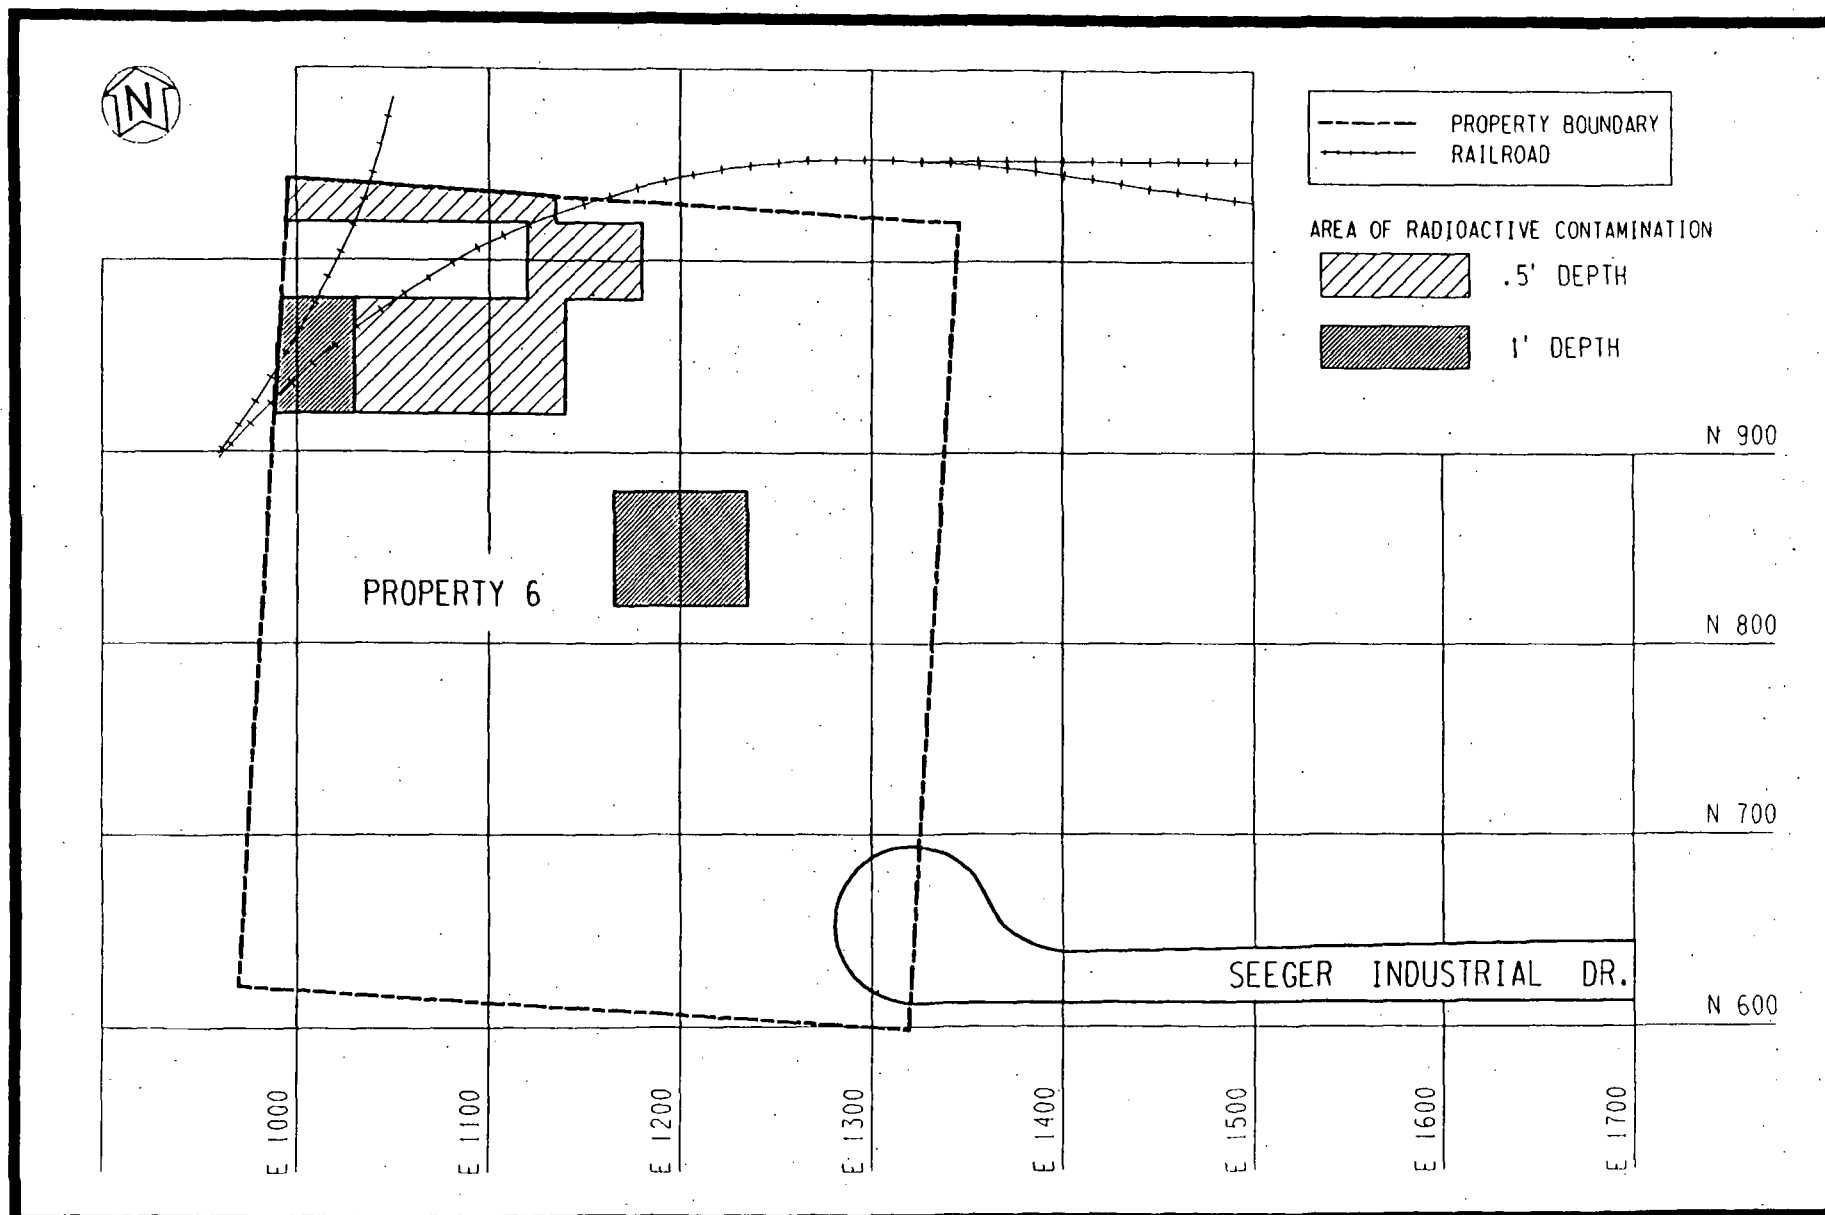 N
PROPERTY BOUNDARY
RAILROAD
AREA OF RADIOACTIVE CONTAMINATION
.5' DEPTH
1' DEPTH
N 900
PROPERTY 6
N 800
N 700
SEEGER INDUSTRIAL DR.
N 600
E 1000
E 1100
E 1200
E 1300
E 1400
E 1500
E 1600
E 1700